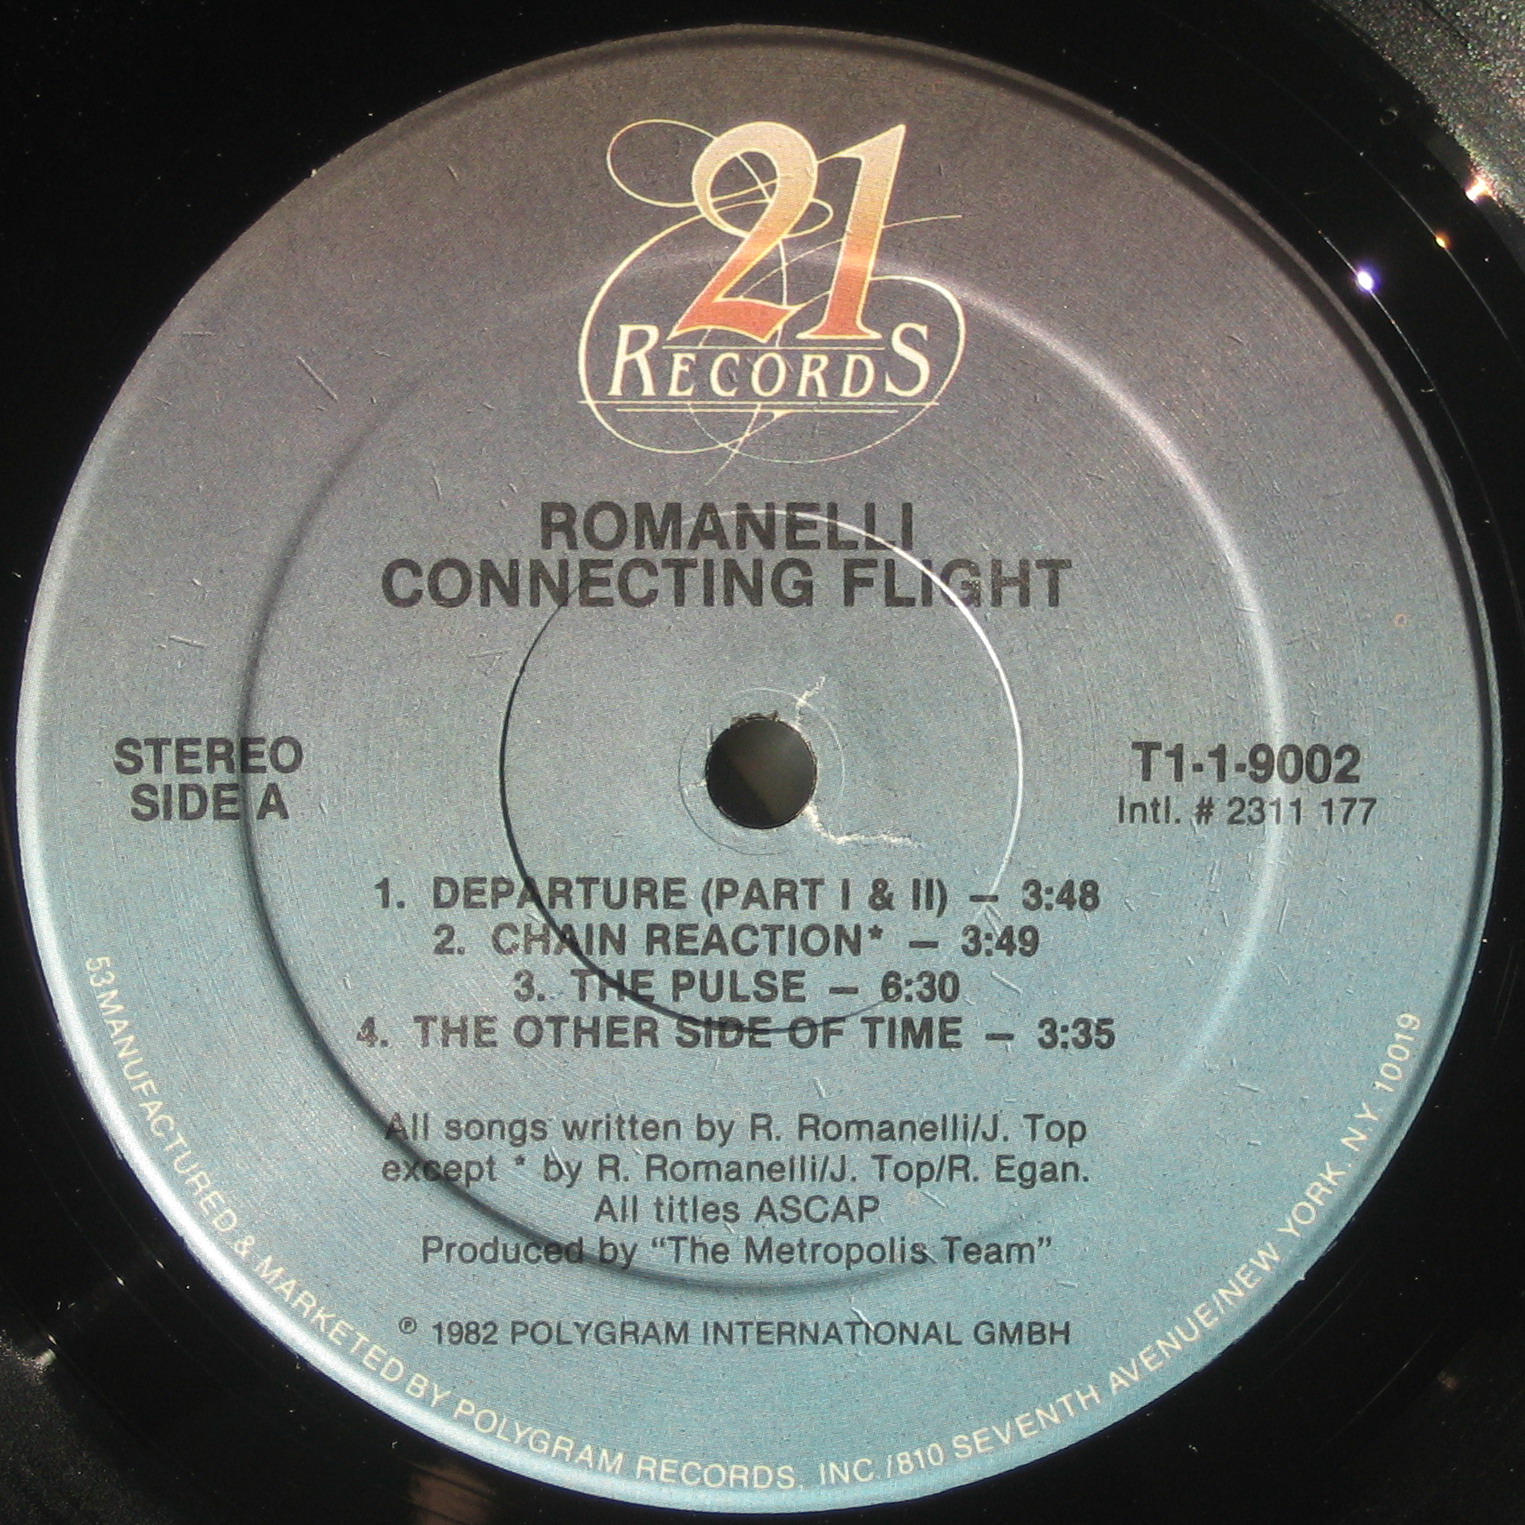 21
RECORDS
ROMANELLI
CONNECTING FLIGHT
STEREO
SIDE A
T1-1-9002
Intl. # 2311 177
1. DEPARTURE (PART I & II) — 3:48
2. CHAIN REACTION* — 3:49
3. THE PULSE — 6:30
4. THE OTHER SIDE OF TIME — 3:35
All songs written by R. Romanelli/J. Top
except * by R. Romanelli/J. Top/R. Egan.
All titles ASCAP
Produced by “The Metropolis Team”
℗ 1982 POLYGRAM INTERNATIONAL GMBH
53 MANUFACTURED & MARKETED BY POLYGRAM RECORDS, INC./810 SEVENTH AVENUE/NEW YORK, N.Y. 10019